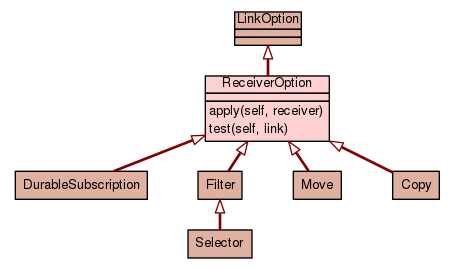 LinkOption
ReceiverOption
apply(self, receiver)
test(self, link)
DurableSubscription
Filter
Move
Copy
Selector